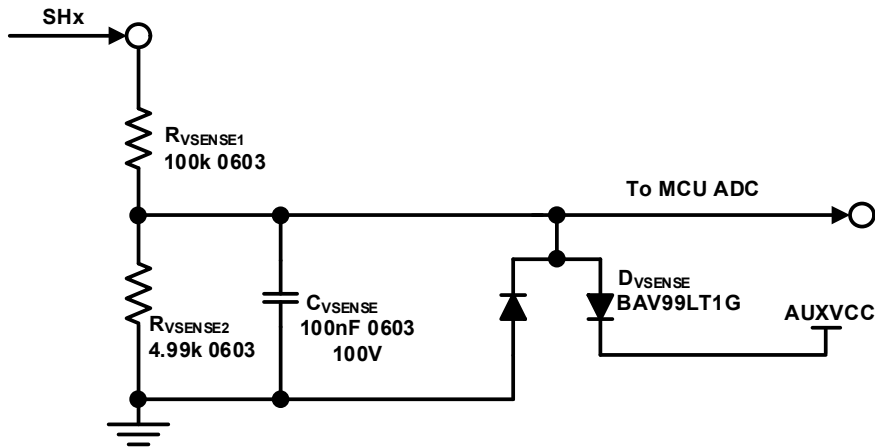 SHx
RVSENSE1
100k 0603
To MCU ADC
RVSENSE2
4.99k 0603
CVSENSE
100nF 0603
100V
DVSENSE
BAV99LT1G
AUXVCC